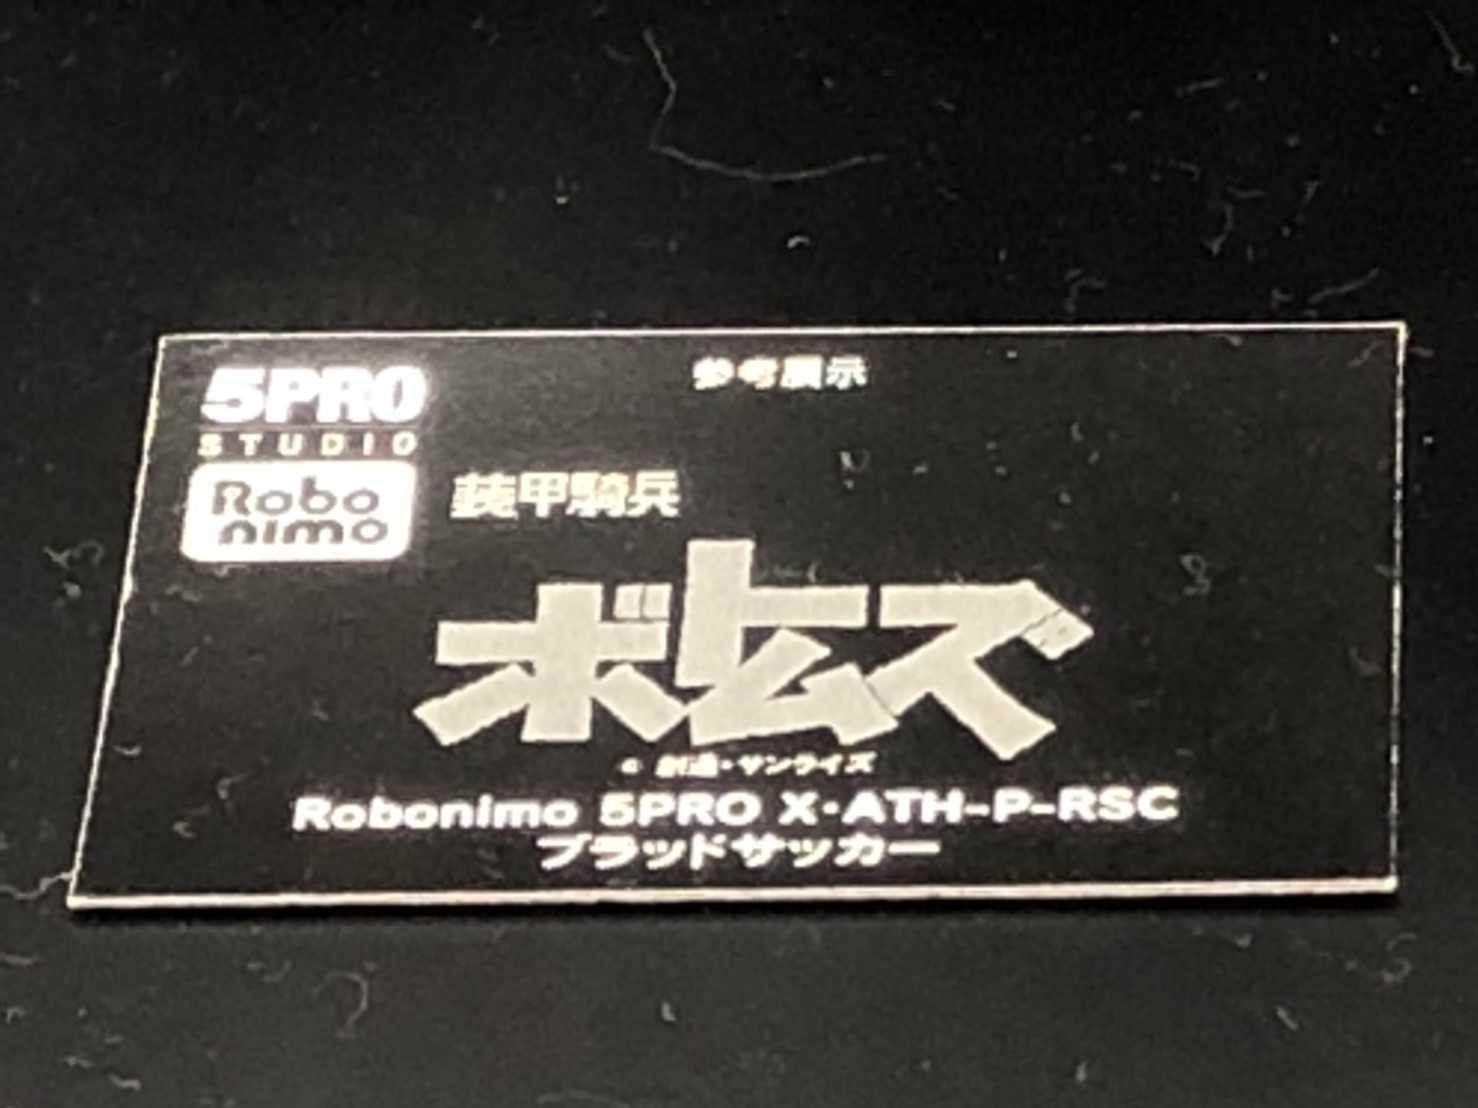 参考展示
5PRO
STUDIO
Robo
nimo
装甲騎兵
ボトムズ
© 創通・サンライズ
Robonimo 5PRO X・ATH-P-RSC
ブラッドサッカー